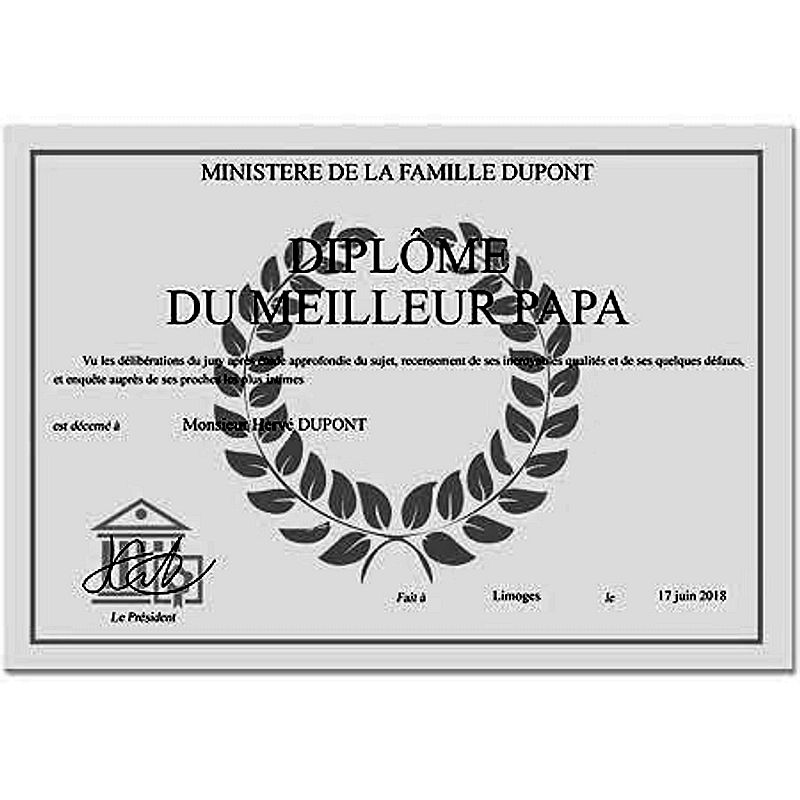 MINISTERE DE LA FAMILLE DUPONT
DIPLÔME
DU MEILLEUR PAPA
Vu les délibérations du jury après étude approfondie du sujet, recensement de ses incroyables qualités et de ses quelques défauts,
et enquête auprès de ses proches les plus intimes
est décerné à Monsieur Hervé DUPONT
Fait à Limoges le 17 juin 2018
Le Président